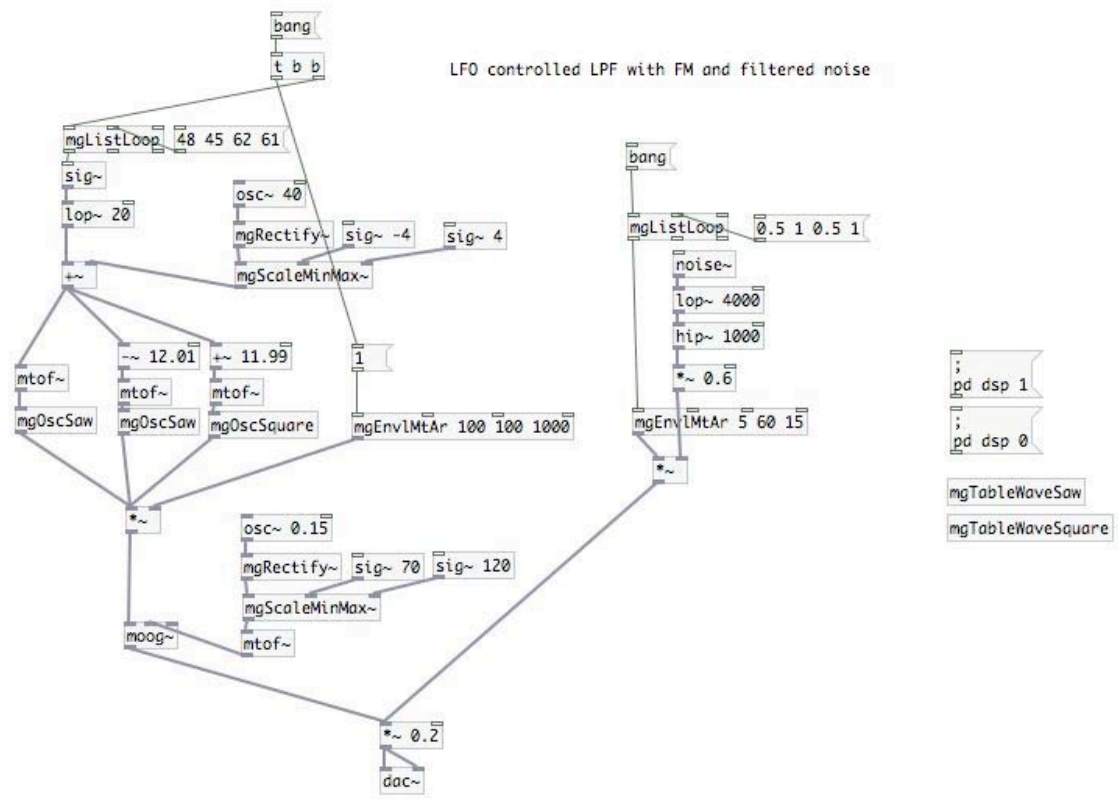 bang
t b b
LFO controlled LPF with FM and filtered noise
mgListLoop
48 45 62 61
sig~
lop~ 20
osc~ 40
mgRectify~
sig~ -4
sig~ 4
mgScaleMinMax~
+~
mtof~
-~ 12.01
+~ 11.99
mtof~
mtof~
mgOscSaw
mgOscSaw
mgOscSquare
1
mgEnvlMtAr 100 100 1000
*~
osc~ 0.15
mgRectify~
sig~ 70
sig~ 120
mgScaleMinMax~
mtof~
moog~
bang
mgListLoop
0.5 1 0.5 1
noise~
lop~ 4000
hip~ 1000
*~ 0.6
mgEnvlMtAr 5 60 15
*~
*~ 0.2
dac~
;
pd dsp 1
;
pd dsp 0
mgTableWaveSaw
mgTableWaveSquare